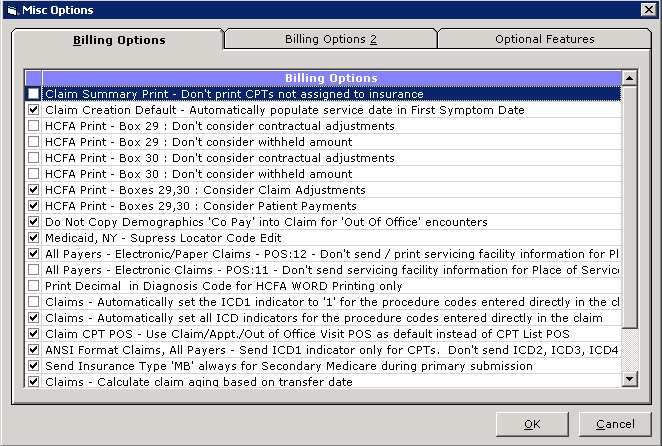 Misc Options
Billing Options
Billing Options 2
Optional Features
Billing Options
Claim Summary Print - Don't print CPTs not assigned to insurance
Claim Creation Default - Automatically populate service date in First Symptom Date
HCFA Print - Box 29 : Don't consider contractual adjustments
HCFA Print - Box 29 : Don't consider withheld amount
HCFA Print - Box 30 : Don't consider contractual adjustments
HCFA Print - Box 30 : Don't consider withheld amount
HCFA Print - Boxes 29,30 : Consider Claim Adjustments
HCFA Print - Boxes 29,30 : Consider Patient Payments
Do Not Copy Demographics 'Co Pay' into Claim for 'Out Of Office' encounters
Medicaid, NY - Supress Locator Code Edit
All Payers - Electronic/Paper Claims - POS:12 - Don't send / print servicing facility information for Pl
All Payers - Electronic Claims - POS:11 - Don't send servicing facility information for Place of Servic
Print Decimal in Diagnosis Code for HCFA WORD Printing only
Claims - Automatically set the ICD1 indicator to '1' for the procedure codes entered directly in the cl
Claims - Automatically set all ICD indicators for the procedure codes entered directly in the claim
Claim CPT POS - Use Claim/Appt./Out of Office Visit POS as default instead of CPT List POS
ANSI Format Claims, All Payers - Send ICD1 indicator only for CPTs. Don't send ICD2, ICD3, ICD4
Send Insurance Type 'MB' always for Secondary Medicare during primary submission
Claims - Calculate claim aging based on transfer date
OK
Cancel